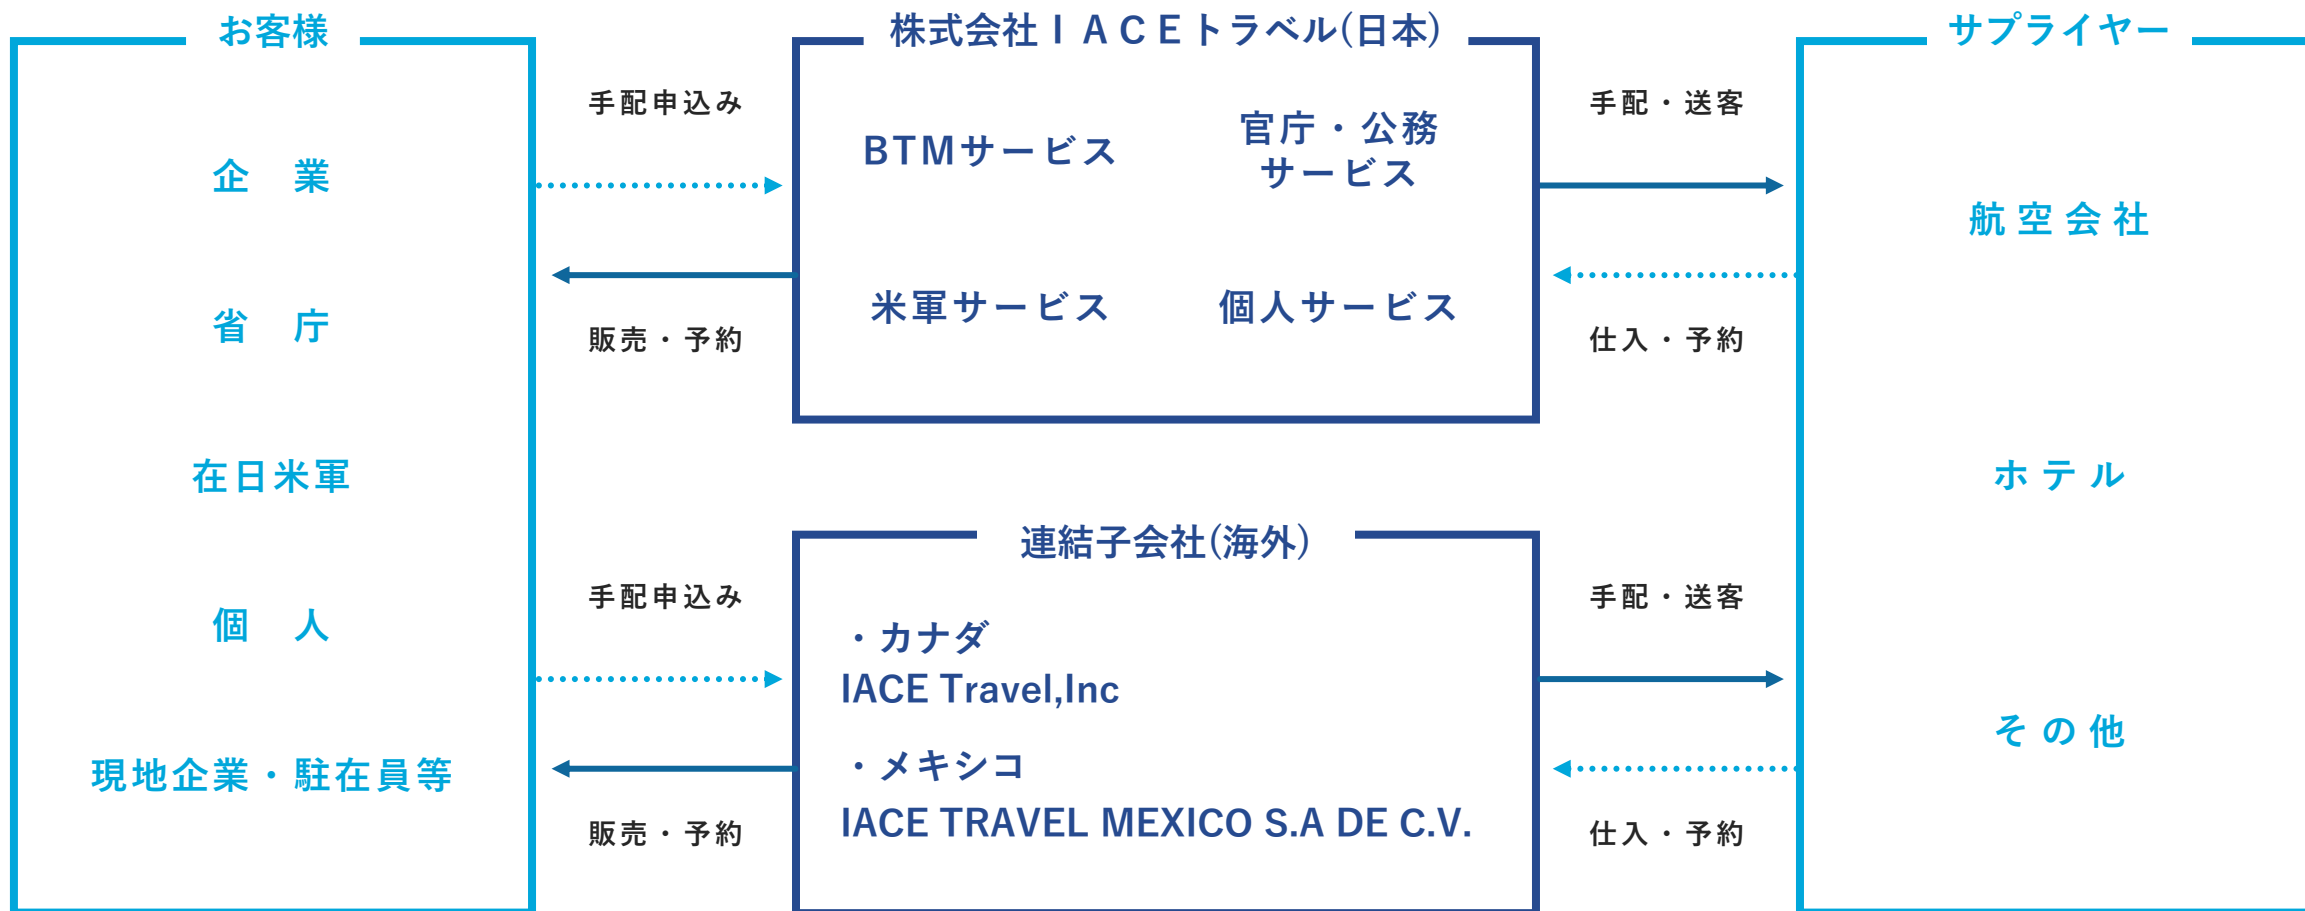 お客様
企　業
省　庁
在日米軍
個　人
現地企業・駐在員等
手配申込み
販売・予約
手配申込み
販売・予約
株式会社ＩＡＣＥトラベル(日本)
BTMサービス
官庁・公務
サービス
米軍サービス
個人サービス
連結子会社(海外)
・カナダ
IACE Travel,Inc
・メキシコ
IACE TRAVEL MEXICO S.A DE C.V.
手配・送客
仕入・予約
手配・送客
仕入・予約
サプライヤー
航空会社
ホテル
その他